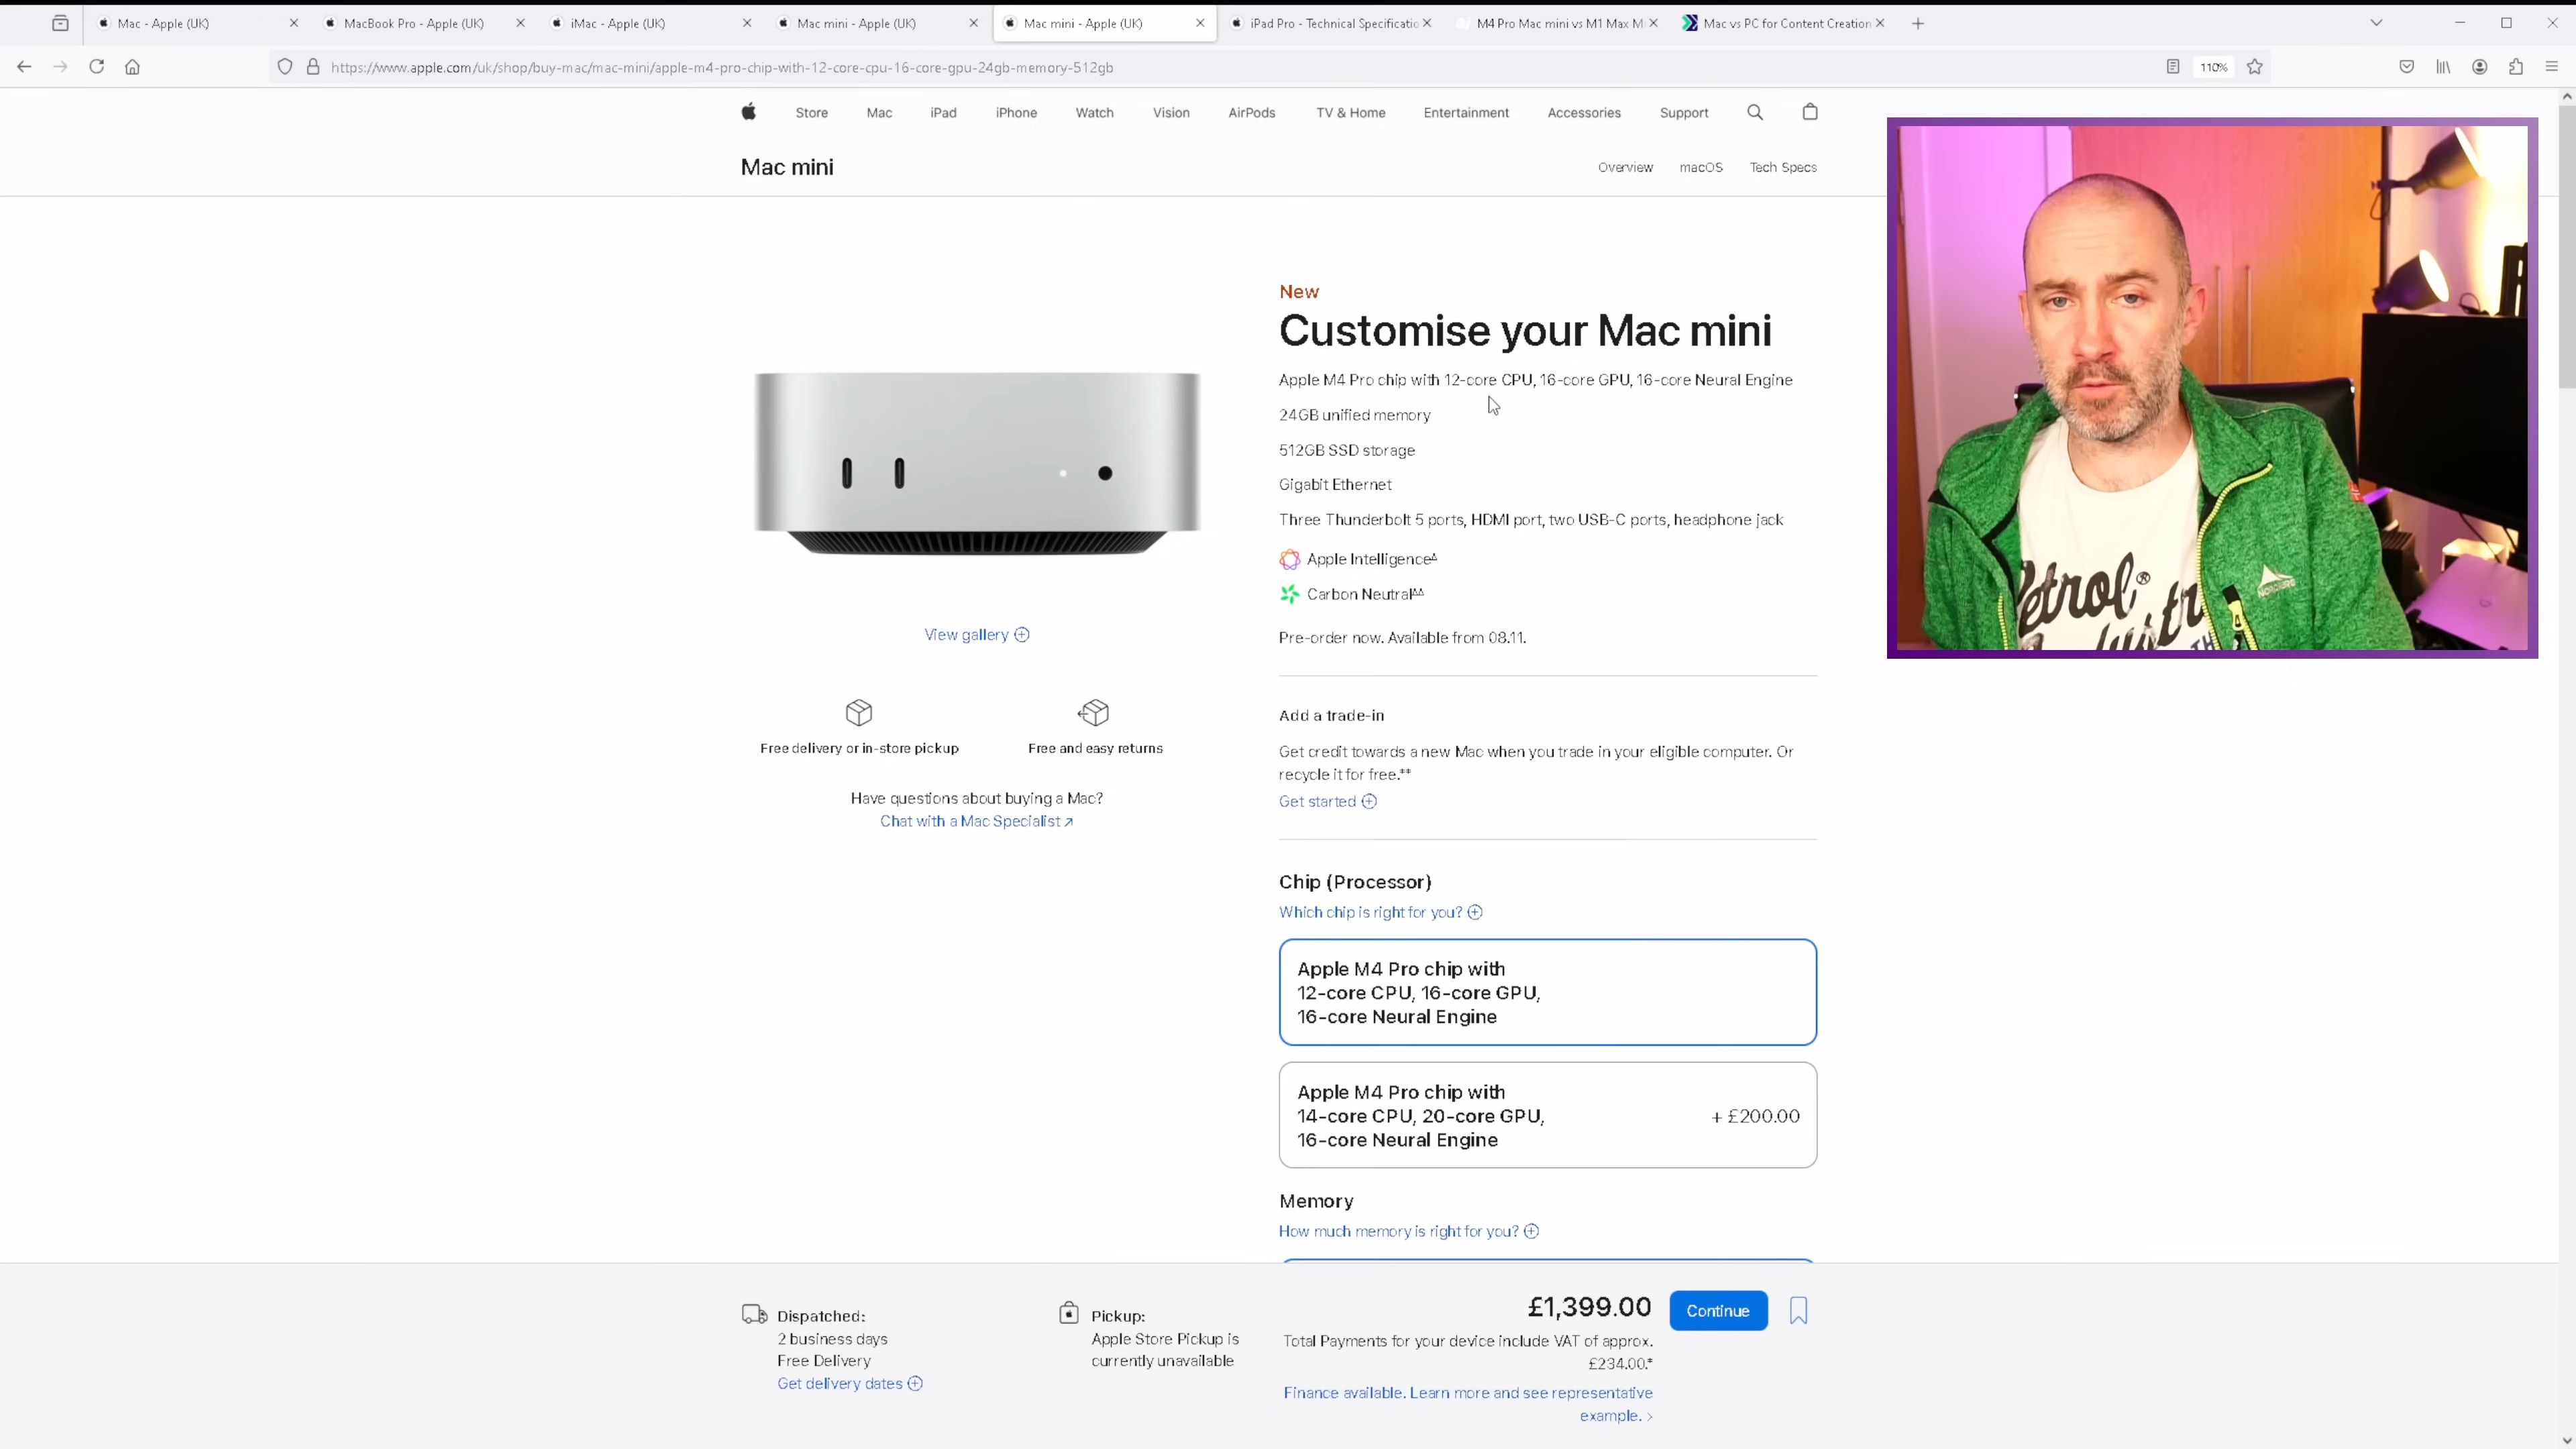 Mac - Apple (UK)
MacBook Pro - Apple (UK)
iMac - Apple (UK)
Mac mini - Apple (UK)
Mac mini - Apple (UK)
iPad Pro - Technical Specificatio
M4 Pro Mac mini vs M1 Max M
Mac vs PC for Content Creation
https://www.apple.com/uk/shop/buy-mac/mac-mini/apple-m4-pro-chip-with-12-core-cpu-16-core-gpu-24gb-memory-512gb
110%
Store
Mac
iPad
iPhone
Watch
Vision
AirPods
TV & Home
Entertainment
Accessories
Support
Mac mini
Overview
macOS
Tech Specs
New
Customise your Mac mini
Apple M4 Pro chip with 12-core CPU, 16-core GPU, 16-core Neural Engine
24GB unified memory
512GB SSD storage
Gigabit Ethernet
Three Thunderbolt 5 ports, HDMI port, two USB-C ports, headphone jack
Apple Intelligence∆
Carbon Neutral∆∆
Pre-order now. Available from 08.11.
View gallery
Free delivery or in-store pickup
Free and easy returns
Have questions about buying a Mac?
Chat with a Mac Specialist ↗
Add a trade-in
Get credit towards a new Mac when you trade in your eligible computer. Or
recycle it for free.**
Get started
Chip (Processor)
Which chip is right for you?
Apple M4 Pro chip with
12-core CPU, 16-core GPU,
16-core Neural Engine
Apple M4 Pro chip with
14-core CPU, 20-core GPU,
16-core Neural Engine
+ £200.00
Memory
How much memory is right for you?
Dispatched:
2 business days
Free Delivery
Get delivery dates
Pickup:
Apple Store Pickup is
currently unavailable
£1,399.00
Total Payments for your device include VAT of approx.
£234.00.*
Finance available. Learn more and see representative
example. >
Continue